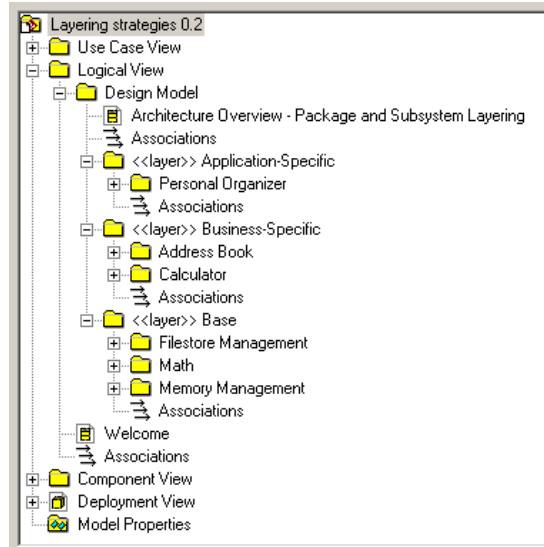 Layering strategies 0.2
Use Case View
Logical View
Design Model
Architecture Overview - Package and Subsystem Layering
Associations
<<layer>> Application-Specific
Personal Organizer
Associations
<<layer>> Business-Specific
Address Book
Calculator
Associations
<<layer>> Base
Filestore Management
Math
Memory Management
Associations
Welcome
Associations
Component View
Deployment View
Model Properties